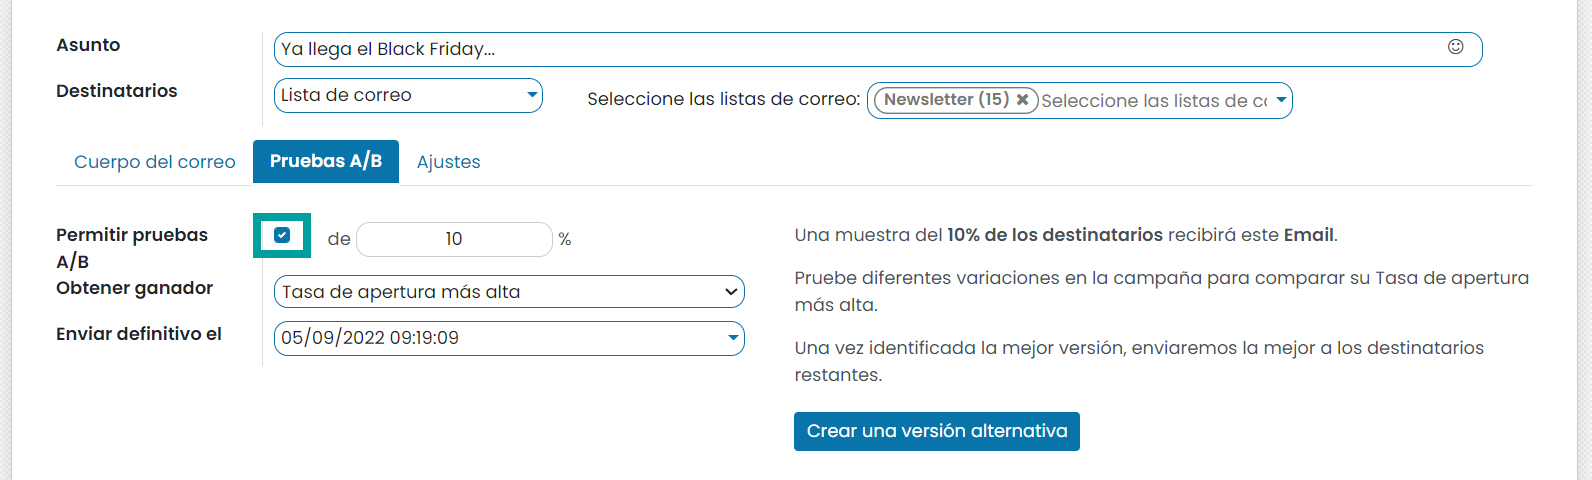 Asunto
Ya llega el Black Friday...
Destinatarios
Lista de correo
Seleccione las listas de correo:
Newsletter (15) ✖ Seleccione las listas de
Cuerpo del correo
Pruebas A/B
Ajustes
Permitir pruebas
A/B
de 10 %
Obtener ganador
Tasa de apertura más alta
Enviar definitivo el
05/09/2022 09:19:09
Una muestra del 10% de los destinatarios recibirá este Email.
Pruebe diferentes variaciones en la campaña para comparar su Tasa de apertura
más alta.
Una vez identificada la mejor versión, enviaremos la mejor a los destinatarios
restantes.
Crear una versión alternativa